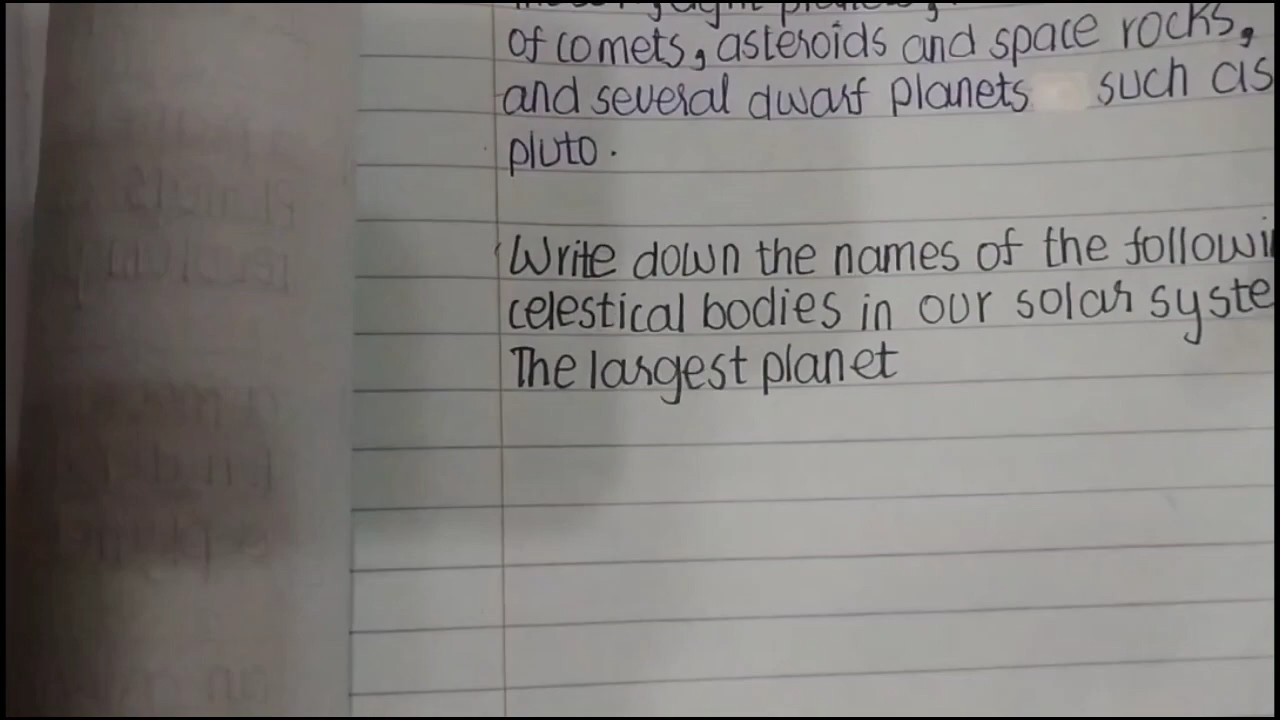 of comets, asteroids and space rocks,
and several dwarf planets such as
pluto.
Write down the names of the followi
celestical bodies in our solar syste
The largest planet